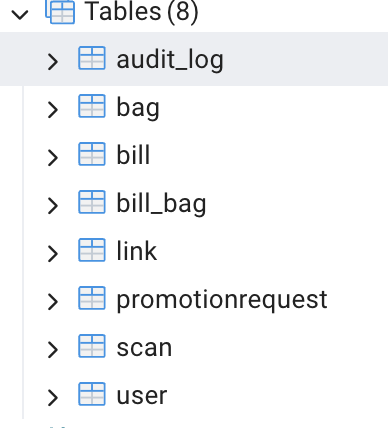 Tables (8)
audit_log
bag
bill
bill_bag
link
promotionrequest
scan
user